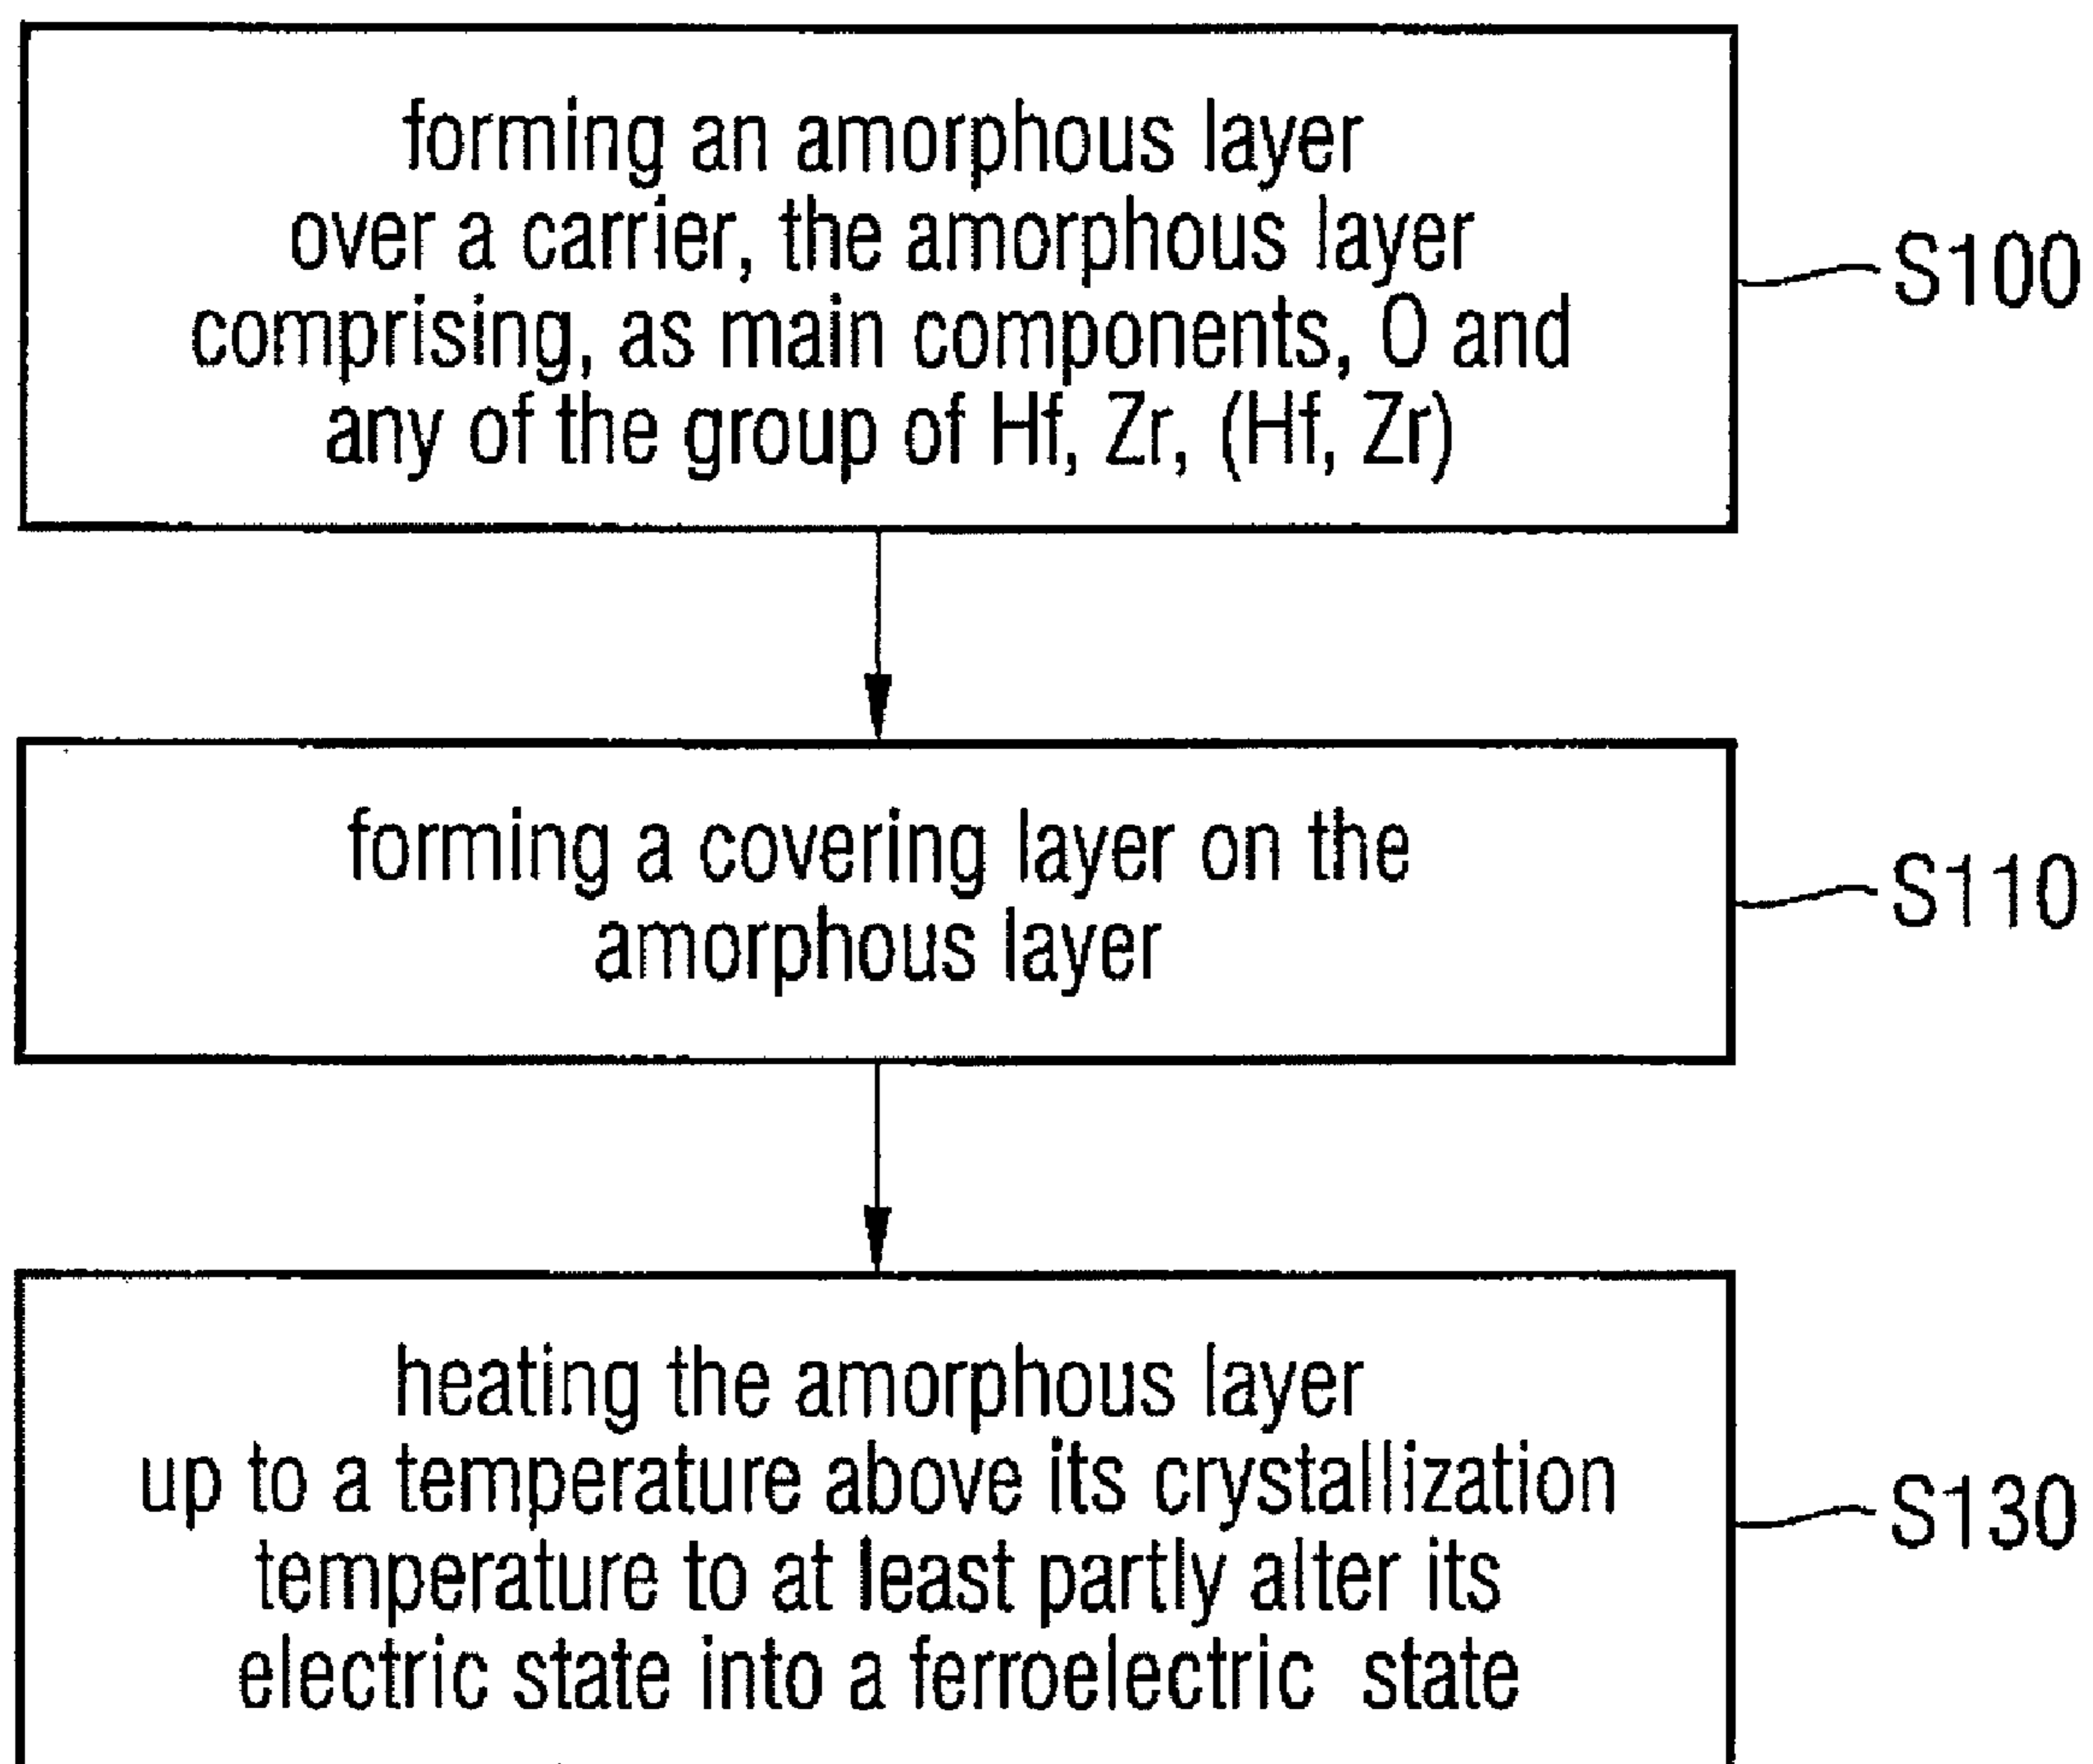 forming an amorphous layer
over a carrier, the amorphous layer
comprising, as main components, O and
any of the group of Hf, Zr, (Hf, Zr)
S100
forming a covering layer on the
amorphous layer
S110
heating the amorphous layer
up to a temperature above its crystallization
temperature to at least partly alter its
electric state into a ferroelectric state
S130